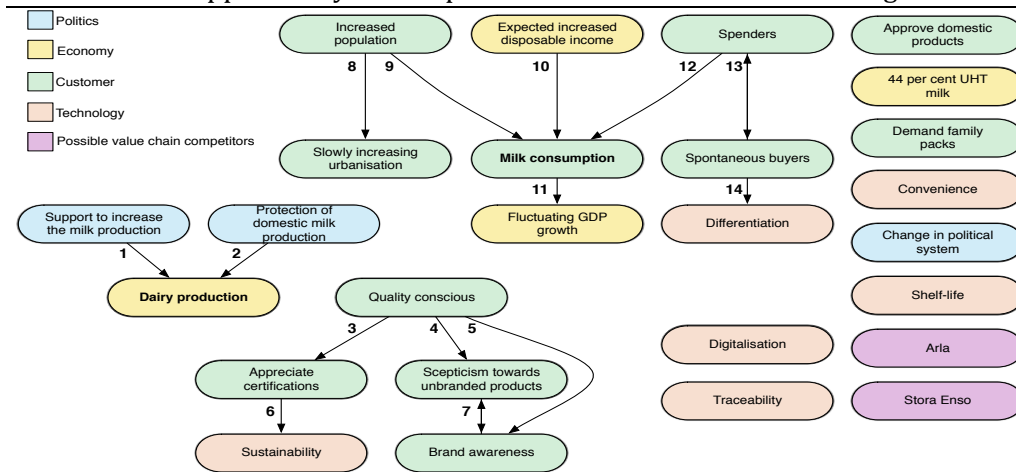 Politics
Economy
Customer
Technology
Possible value chain competitors
Increased
population
Expected increased
disposable income
Spenders
Approve domestic
products
8
9
10
12
13
44 per cent UHT
milk
Slowly increasing
urbanisation
Milk consumption
Spontaneous buyers
Demand family
packs
11
14
Convenience
Support to increase
the milk production
Protection of
domestic milk
production
Fluctuating GDP
growth
Differentiation
Change in political
system
1
2
Dairy production
Quality conscious
Shelf-life
3
4
5
Digitalisation
Arla
Appreciate
certifications
Scepticism towards
unbranded products
Traceability
Stora Enso
6
7
Sustainability
Brand awareness